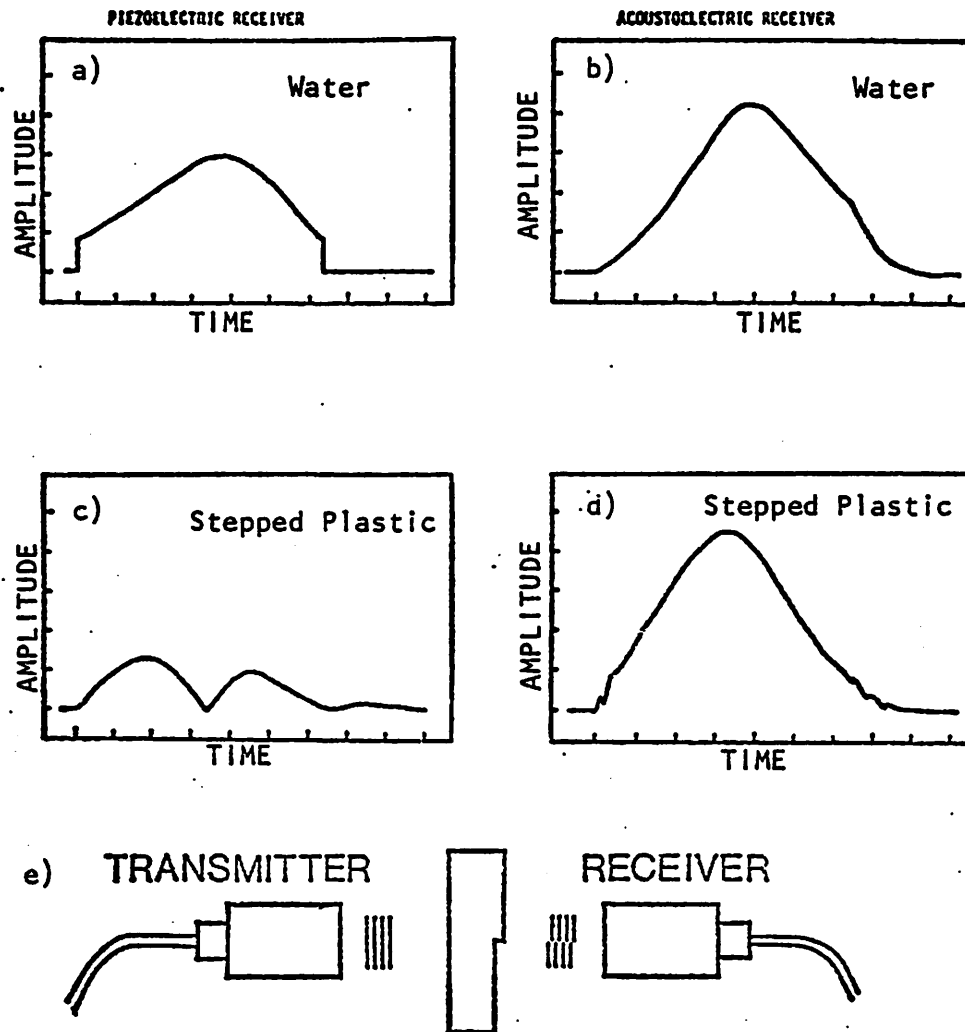 PIEZOELECTRIC RECEIVER
ACOUSTOELECTRIC RECEIVER
a)
Water
AMPLITUDE
TIME
b)
Water
AMPLITUDE
TIME
c)
Stepped Plastic
AMPLITUDE
TIME
d)
Stepped Plastic
AMPLITUDE
TIME
e)
TRANSMITTER
RECEIVER